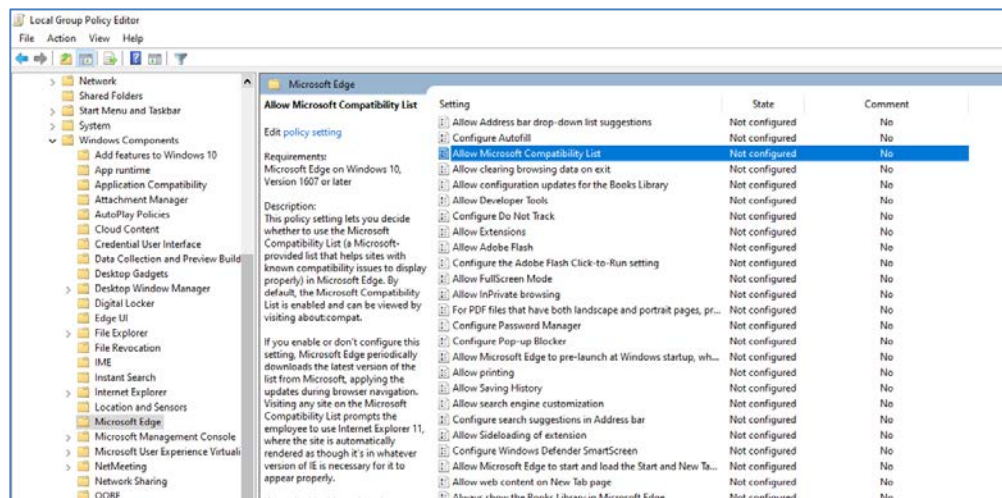 Local Group Policy Editor
File Action View Help
Network
Shared Folders
Start Menu and Taskbar
System
Windows Components
Add features to Windows 10
App runtime
Application Compatibility
Attachment Manager
AutoPlay Policies
Cloud Content
Credential User Interface
Data Collection and Preview Build
Desktop Gadgets
Desktop Window Manager
Digital Locker
Edge UI
File Explorer
File Revocation
IME
Instant Search
Internet Explorer
Location and Sensors
Microsoft Edge
Microsoft Management Console
Microsoft User Experience Virtuali
NetMeeting
Network Sharing
OOBE
Microsoft Edge
Allow Microsoft Compatibility List
Edit policy setting
Requirements:
Microsoft Edge on Windows 10,
Version 1607 or later
Description:
This policy setting lets you decide
whether to use the Microsoft
Compatibility List (a Microsoft-
provided list that helps sites with
known compatibility issues to display
properly) in Microsoft Edge. By
default, the Microsoft Compatibility
List is enabled and can be viewed by
visiting about:compat.
If you enable or don't configure this
setting, Microsoft Edge periodically
downloads the latest version of the
list from Microsoft, applying the
updates during browser navigation.
Visiting any site on the Microsoft
Compatibility List prompts the
employee to use Internet Explorer 11,
where the site is automatically
rendered as though it's in whatever
version of IE is necessary for it to
appear properly.
Setting State Comment
Allow Address bar drop-down list suggestions Not configured No
Configure Autofill Not configured No
Allow Microsoft Compatibility List Not configured No
Allow clearing browsing data on exit Not configured No
Allow configuration updates for the Books Library Not configured No
Allow Developer Tools Not configured No
Configure Do Not Track Not configured No
Allow Extensions Not configured No
Allow Adobe Flash Not configured No
Configure the Adobe Flash Click-to-Run setting Not configured No
Allow FullScreen Mode Not configured No
Allow InPrivate browsing Not configured No
For PDF files that have both landscape and portrait pages, pr... Not configured No
Configure Password Manager Not configured No
Configure Pop-up Blocker Not configured No
Allow Microsoft Edge to pre-launch at Windows startup, wh... Not configured No
Allow printing Not configured No
Allow Saving History Not configured No
Allow search engine customization Not configured No
Configure search suggestions in Address bar Not configured No
Allow Sideloading of extension Not configured No
Configure Windows Defender SmartScreen Not configured No
Allow Microsoft Edge to start and load the Start and New Ta... Not configured No
Allow web content on New Tab page Not configured No
Always show the Books Library in Microsoft Edge Not configured No